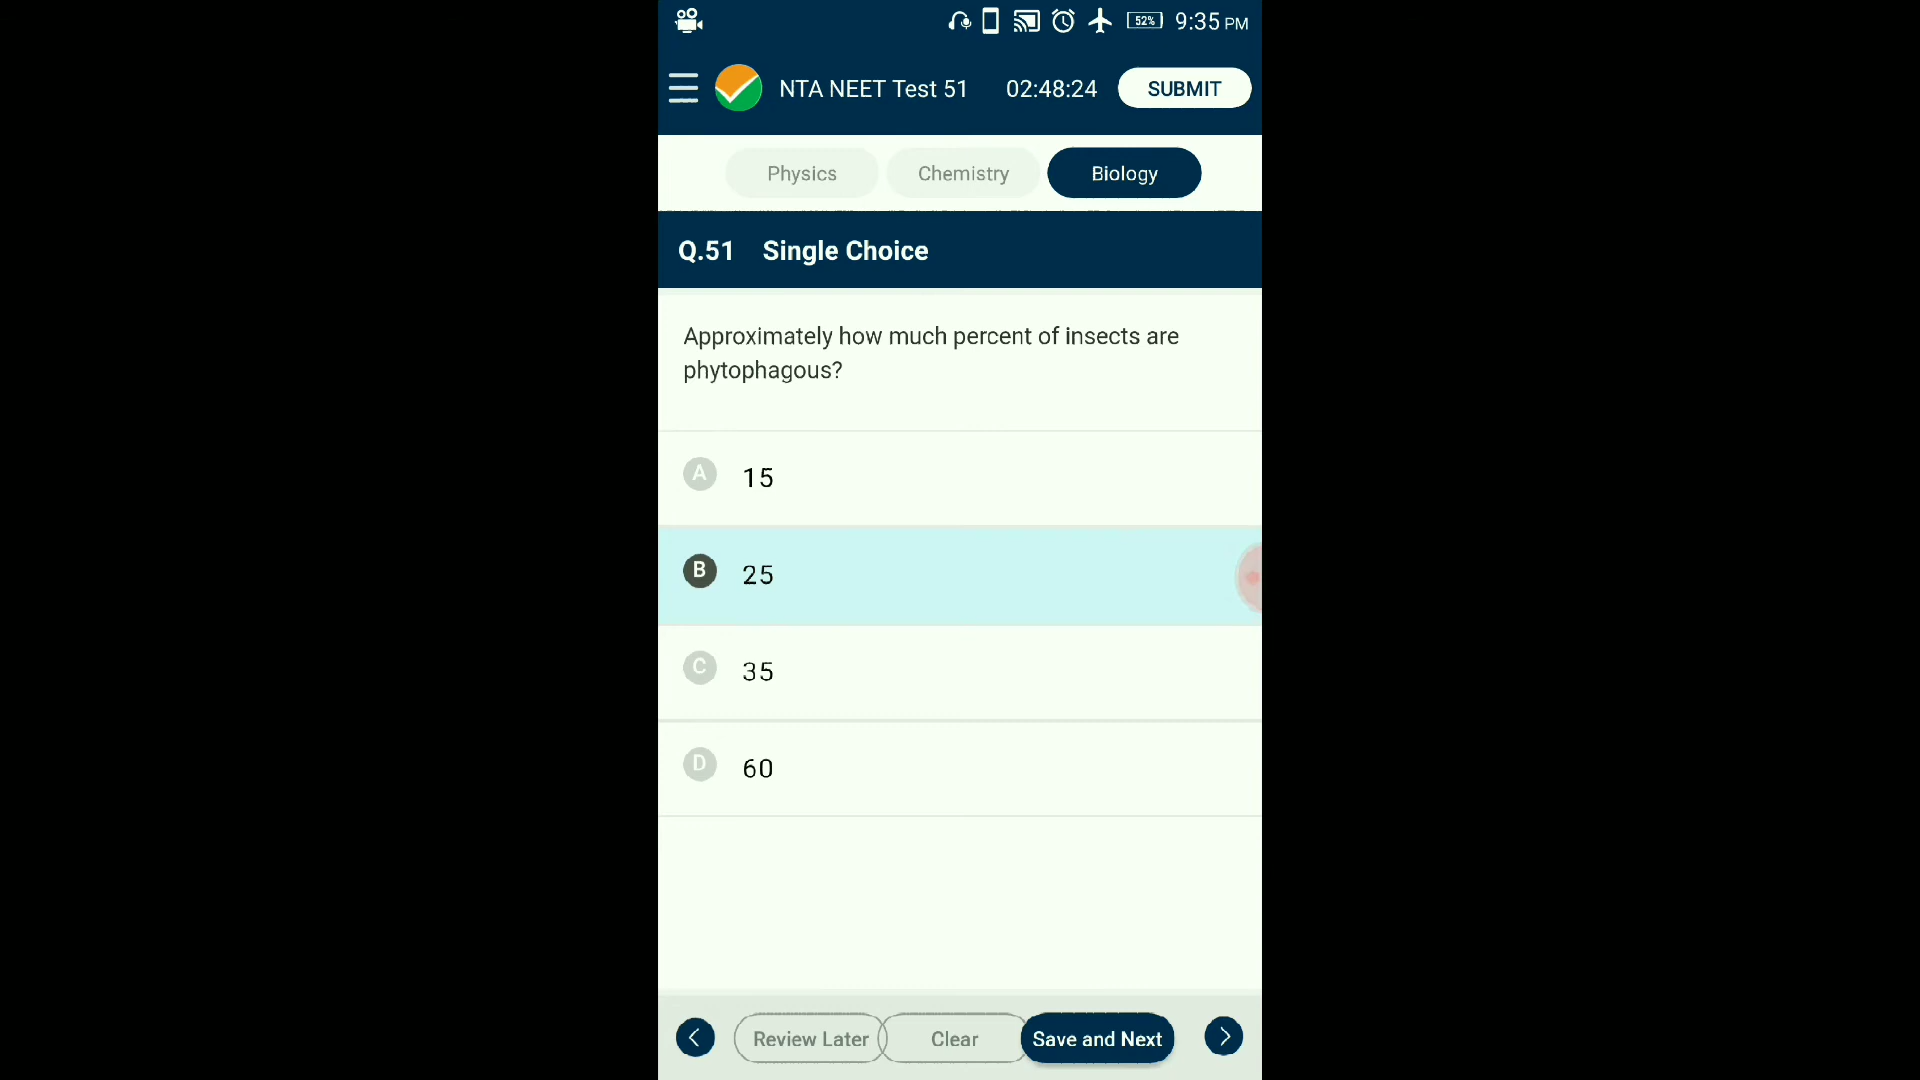 52% 9:35 PM
NTA NEET Test 51 02:48:24 SUBMIT
Physics Chemistry Biology
Q.51 Single Choice
Approximately how much percent of insects are
phytophagous?
A 15
B 25
C 35
D 60
Review Later Clear Save and Next